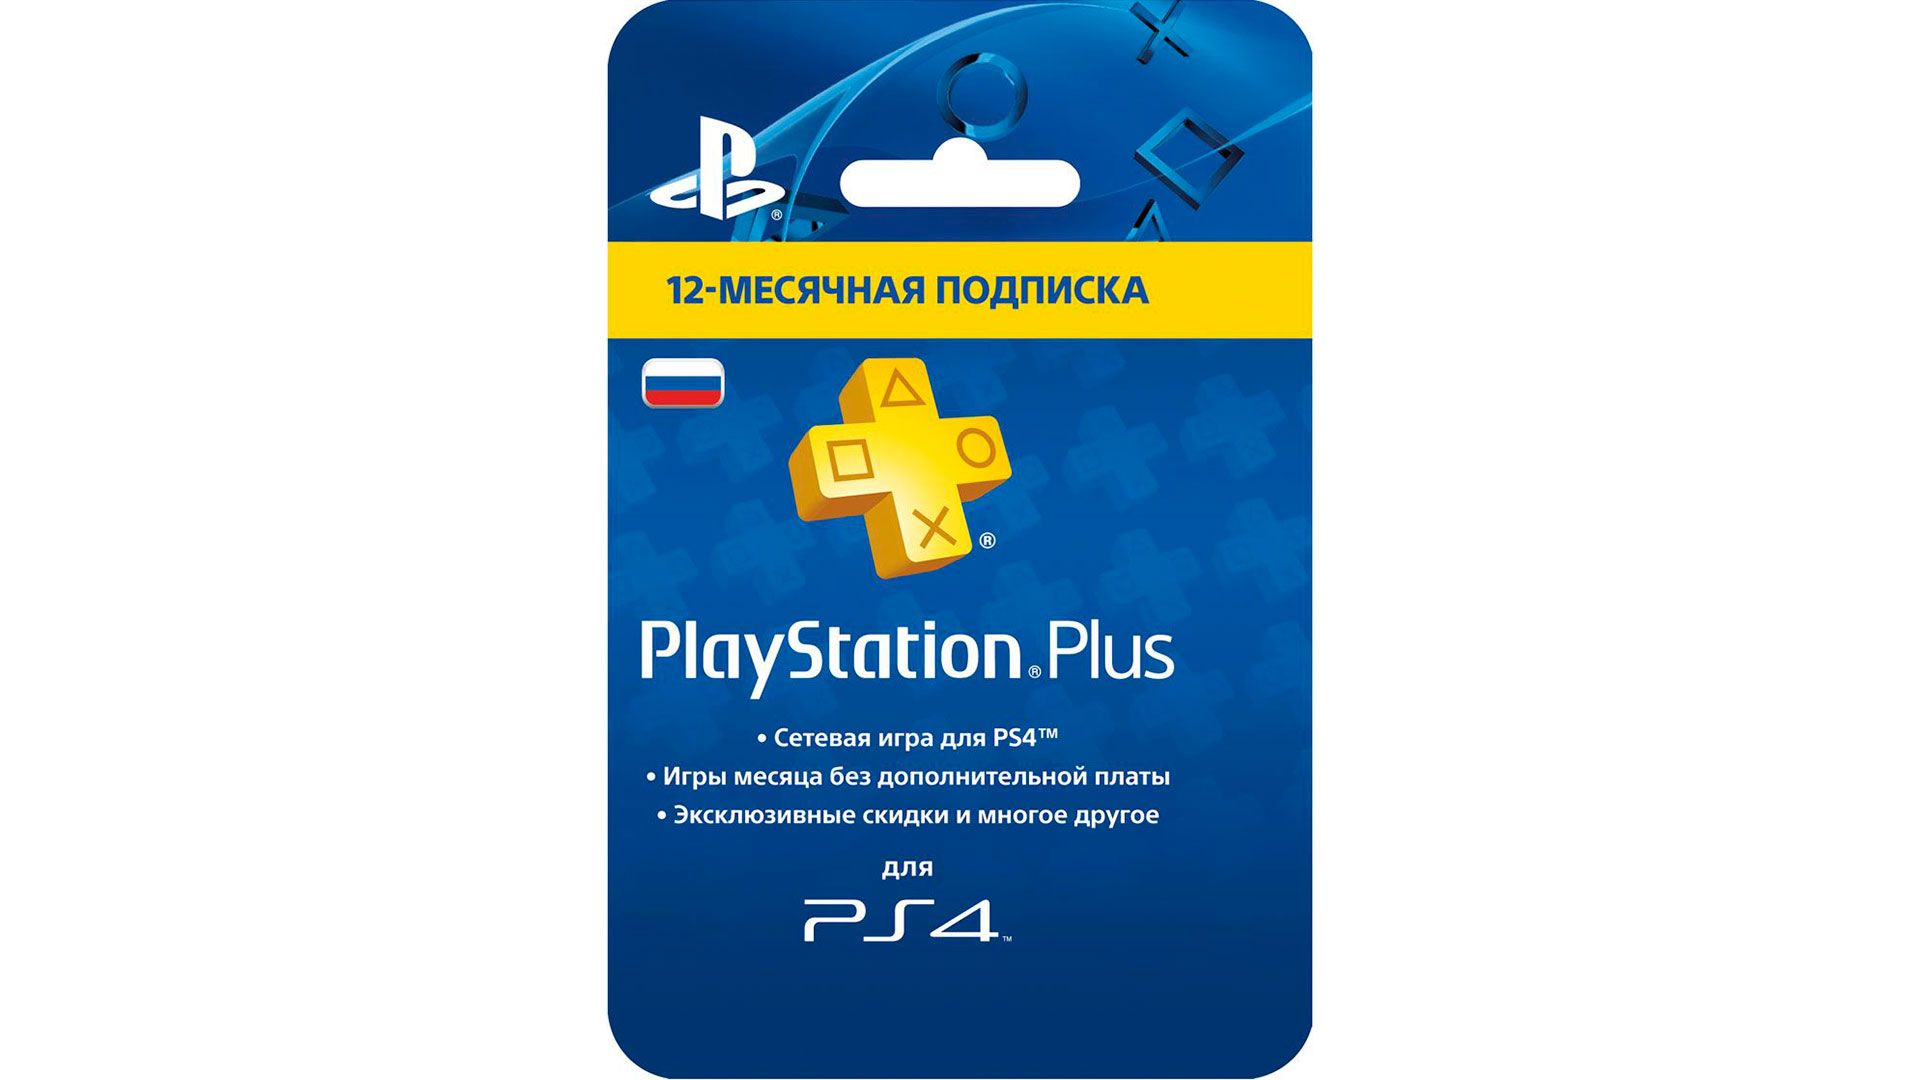 12-МЕСЯЧНАЯ ПОДПИСКА
PlayStation®Plus
• Сетевая игра для PS4™
• Игры месяца без дополнительной платы
• Эксклюзивные скидки и многое другое
для
PS4™